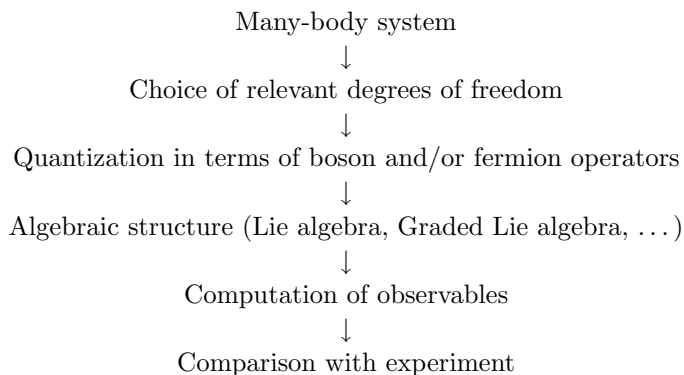 Many-body system
↓
Choice of relevant degrees of freedom
↓
Quantization in terms of boson and/or fermion operators
↓
Algebraic structure (Lie algebra, Graded Lie algebra, ...)
↓
Computation of observables
↓
Comparison with experiment